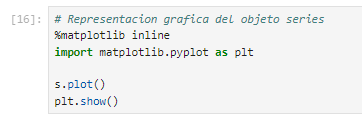 [16]: # Representacion grafica del objeto series
%matplotlib inline
import matplotlib.pyplot as plt
s.plot()
plt.show()